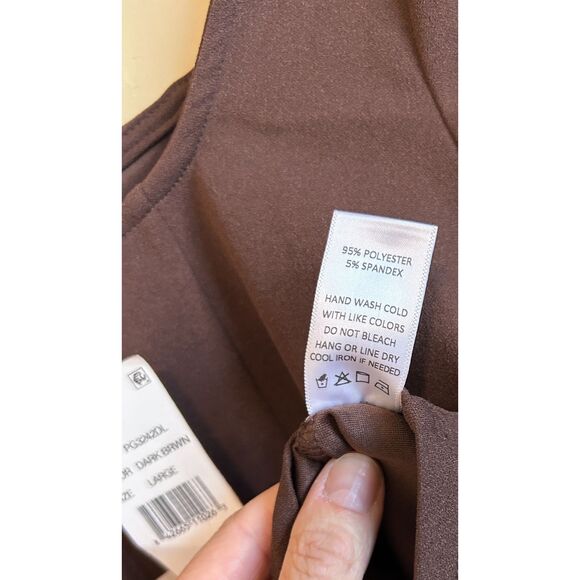 95% POLYESTER
5% SPANDEX
HAND WASH COLD
WITH LIKE COLORS
DO NOT BLEACH
HANG OR LINE DRY
COOL IRON IF NEEDED
PG3242DL
DARK BRWN
LARGE